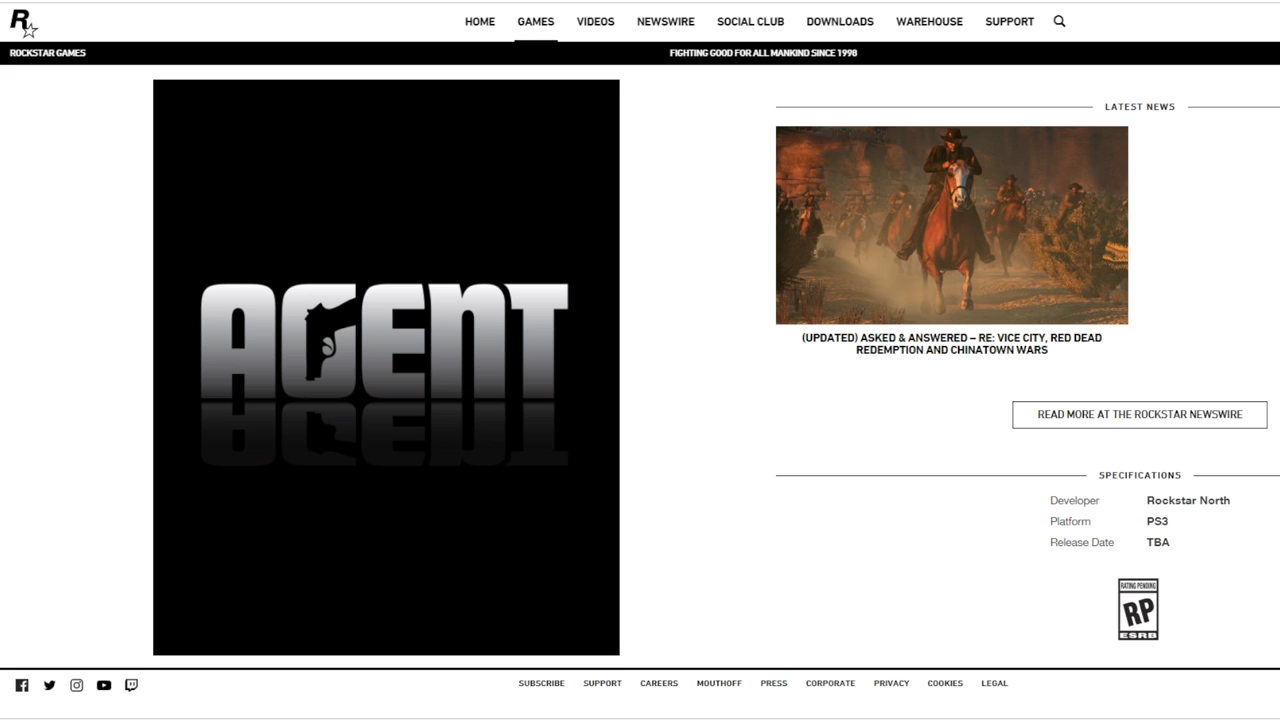 R
HOME GAMES VIDEOS NEWSWIRE SOCIAL CLUB DOWNLOADS WAREHOUSE SUPPORT
ROCKSTAR GAMES FIGHTING GOOD FOR ALL MANKIND SINCE 1998
AGENT
LATEST NEWS
(UPDATED) ASKED & ANSWERED – RE: VICE CITY, RED DEAD
REDEMPTION AND CHINATOWN WARS
READ MORE AT THE ROCKSTAR NEWSWIRE
SPECIFICATIONS
Developer Rockstar North
Platform PS3
Release Date TBA
RATING PENDING
RP
ESRB
SUBSCRIBE SUPPORT CAREERS MOUTHOFF PRESS CORPORATE PRIVACY COOKIES LEGAL